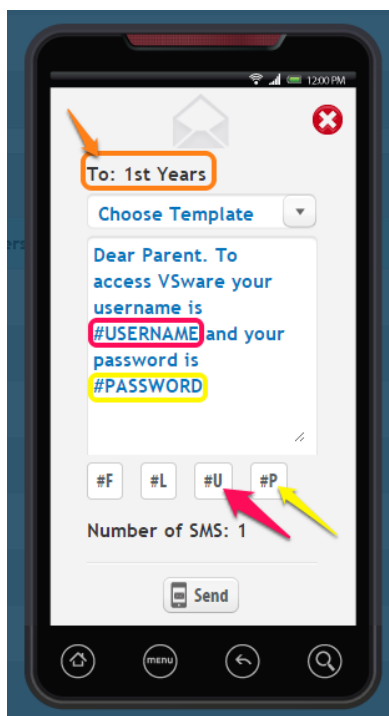 12:00 PM
To: 1st Years
Choose Template
Dear Parent. To
access VSware your
username is
#USERNAME and your
password is
#PASSWORD
#F #L #U #P
Number of SMS: 1
Send
menu